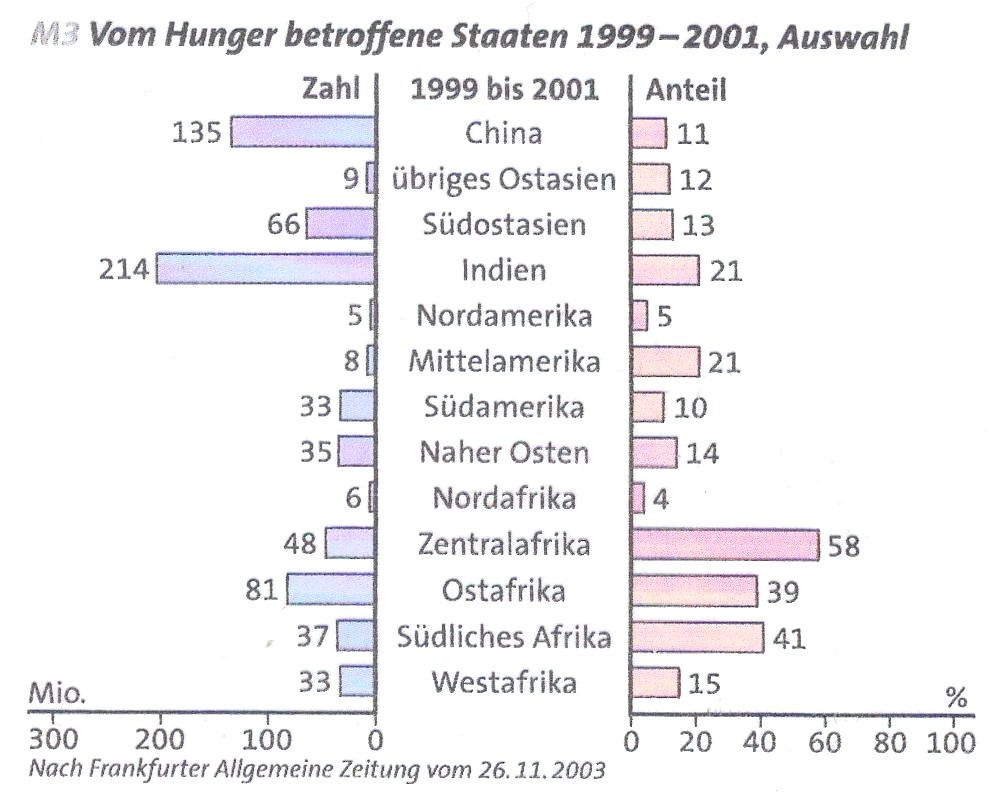 M3 Vom Hunger betroffene Staaten 1999–2001, Auswahl
Zahl 1999 bis 2001 Anteil
135 China 11
9 übriges Ostasien 12
66 Südostasien 13
214 Indien 21
5 Nordamerika 5
8 Mittelamerika 21
33 Südamerika 10
35 Naher Osten 14
6 Nordafrika 4
48 Zentralafrika 58
81 Ostafrika 39
37 Südliches Afrika 41
33 Westafrika 15
Mio. %
300 200 100 0 0 20 40 60 80 100
Nach Frankfurter Allgemeine Zeitung vom 26.11.2003